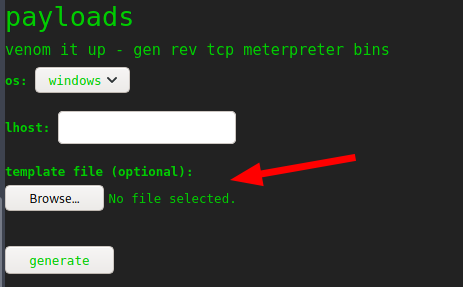 payloads
venom it up - gen rev tcp meterpreter bins
os: windows
lhost:
template file (optional):
Browse... No file selected.
generate